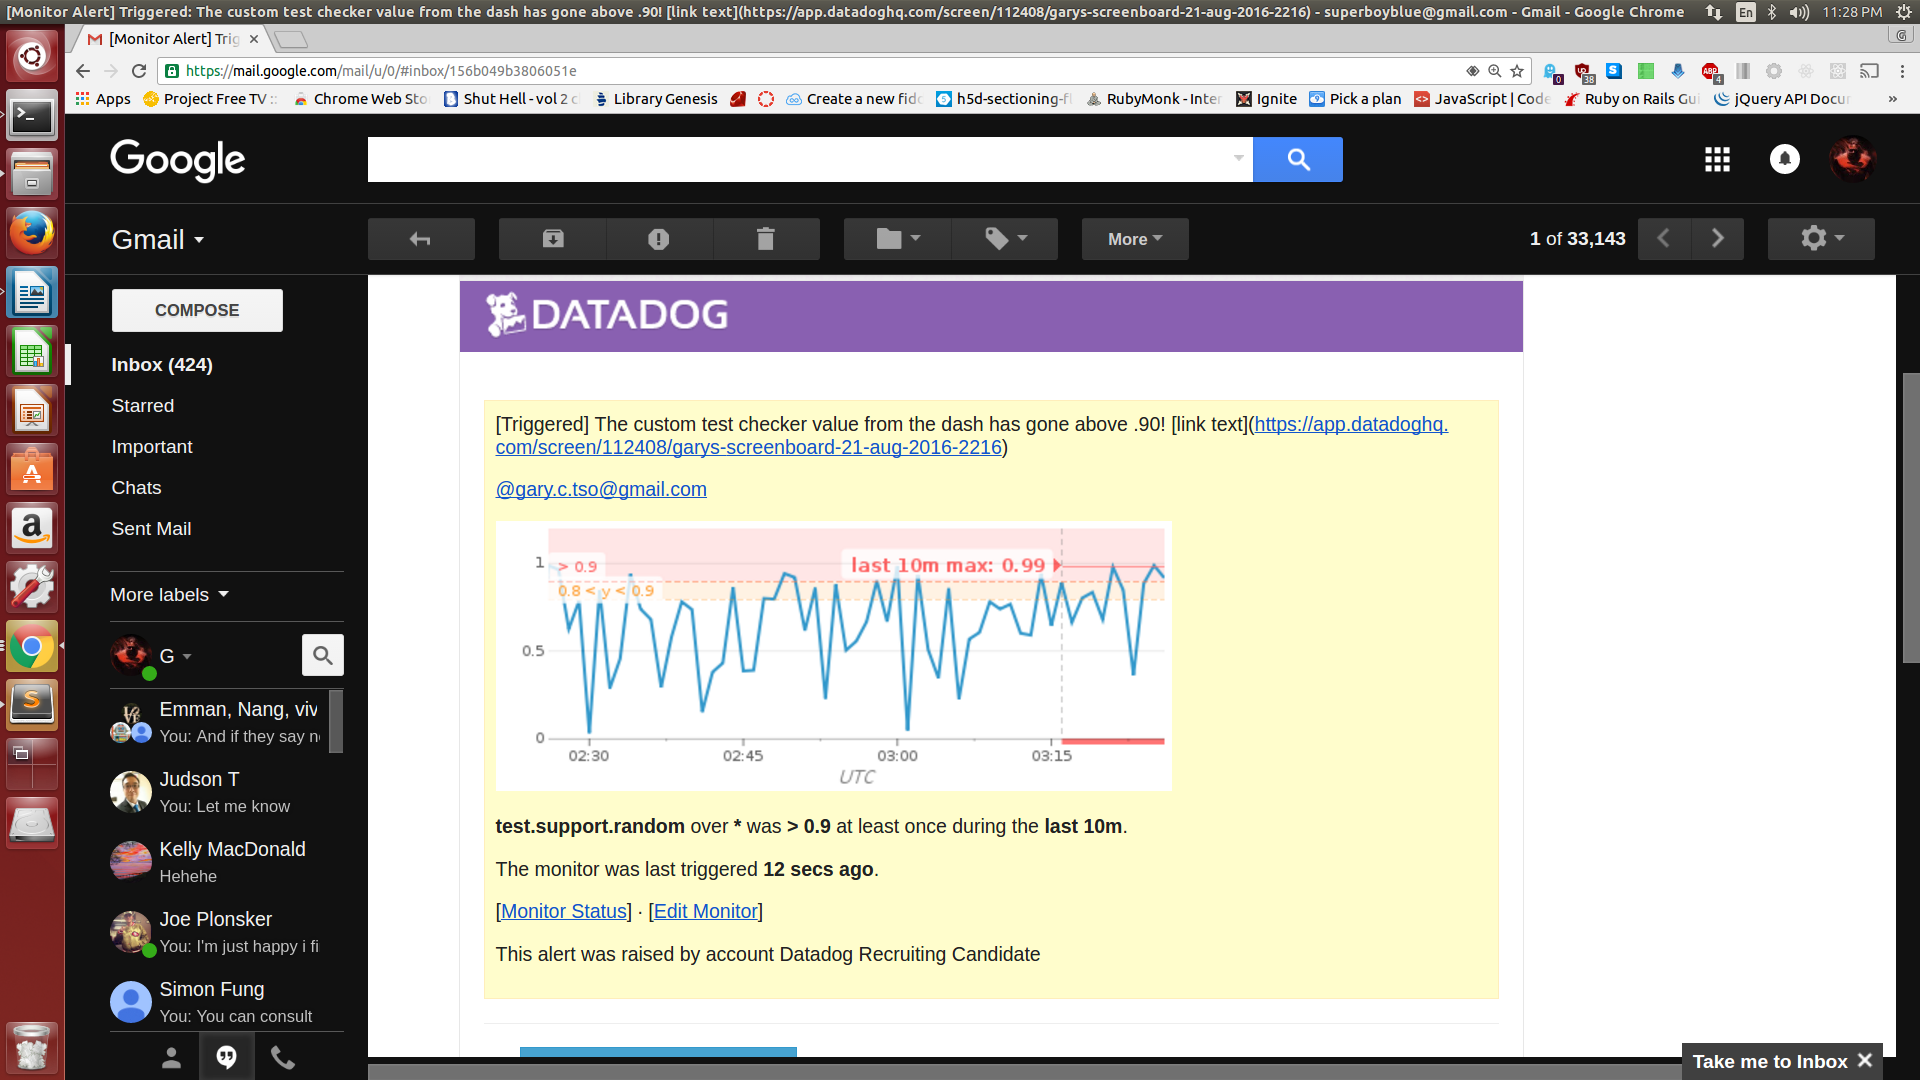 [Monitor Alert] Triggered: The custom test checker value from the dash has gone above .90! [link text](https://app.datadoghq.com/screen/112408/garys-screenboard-21-aug-2016-2216) - superboyblue@gmail.com - Gmail - Google Chrome
En
11:28 PM
[Monitor Alert] Trig
https://mail.google.com/mail/u/0/#inbox/156b049b3806051e
0
38
4
Apps
Project Free TV ::
Chrome Web Sto
Shut Hell - vol 2 c
Library Genesis
Create a new fidd
h5d-sectioning-fl
RubyMonk - Inter
Ignite
Pick a plan
JavaScript | Code
Ruby on Rails Gui
jQuery API Docum
»
Google
Gmail
More
1 of 33,143
COMPOSE
Inbox (424)
Starred
Important
Chats
Sent Mail
More labels
G
Emman, Nang, viv
You: And if they say no
Judson T
You: Let me know
Kelly MacDonald
Hehehe
Joe Plonsker
You: I'm just happy i fi
Simon Fung
You: You can consult
DATADOG
[Triggered] The custom test checker value from the dash has gone above .90! [link text](https://app.datadoghq.
com/screen/112408/garys-screenboard-21-aug-2016-2216)
@gary.c.tso@gmail.com
1
> 0.9
last 10m max: 0.99
0.8 < y < 0.9
0.5
0
02:30
02:45
03:00
03:15
UTC
test.support.random over * was > 0.9 at least once during the last 10m.
The monitor was last triggered 12 secs ago.
[Monitor Status] · [Edit Monitor]
This alert was raised by account Datadog Recruiting Candidate
Take me to Inbox